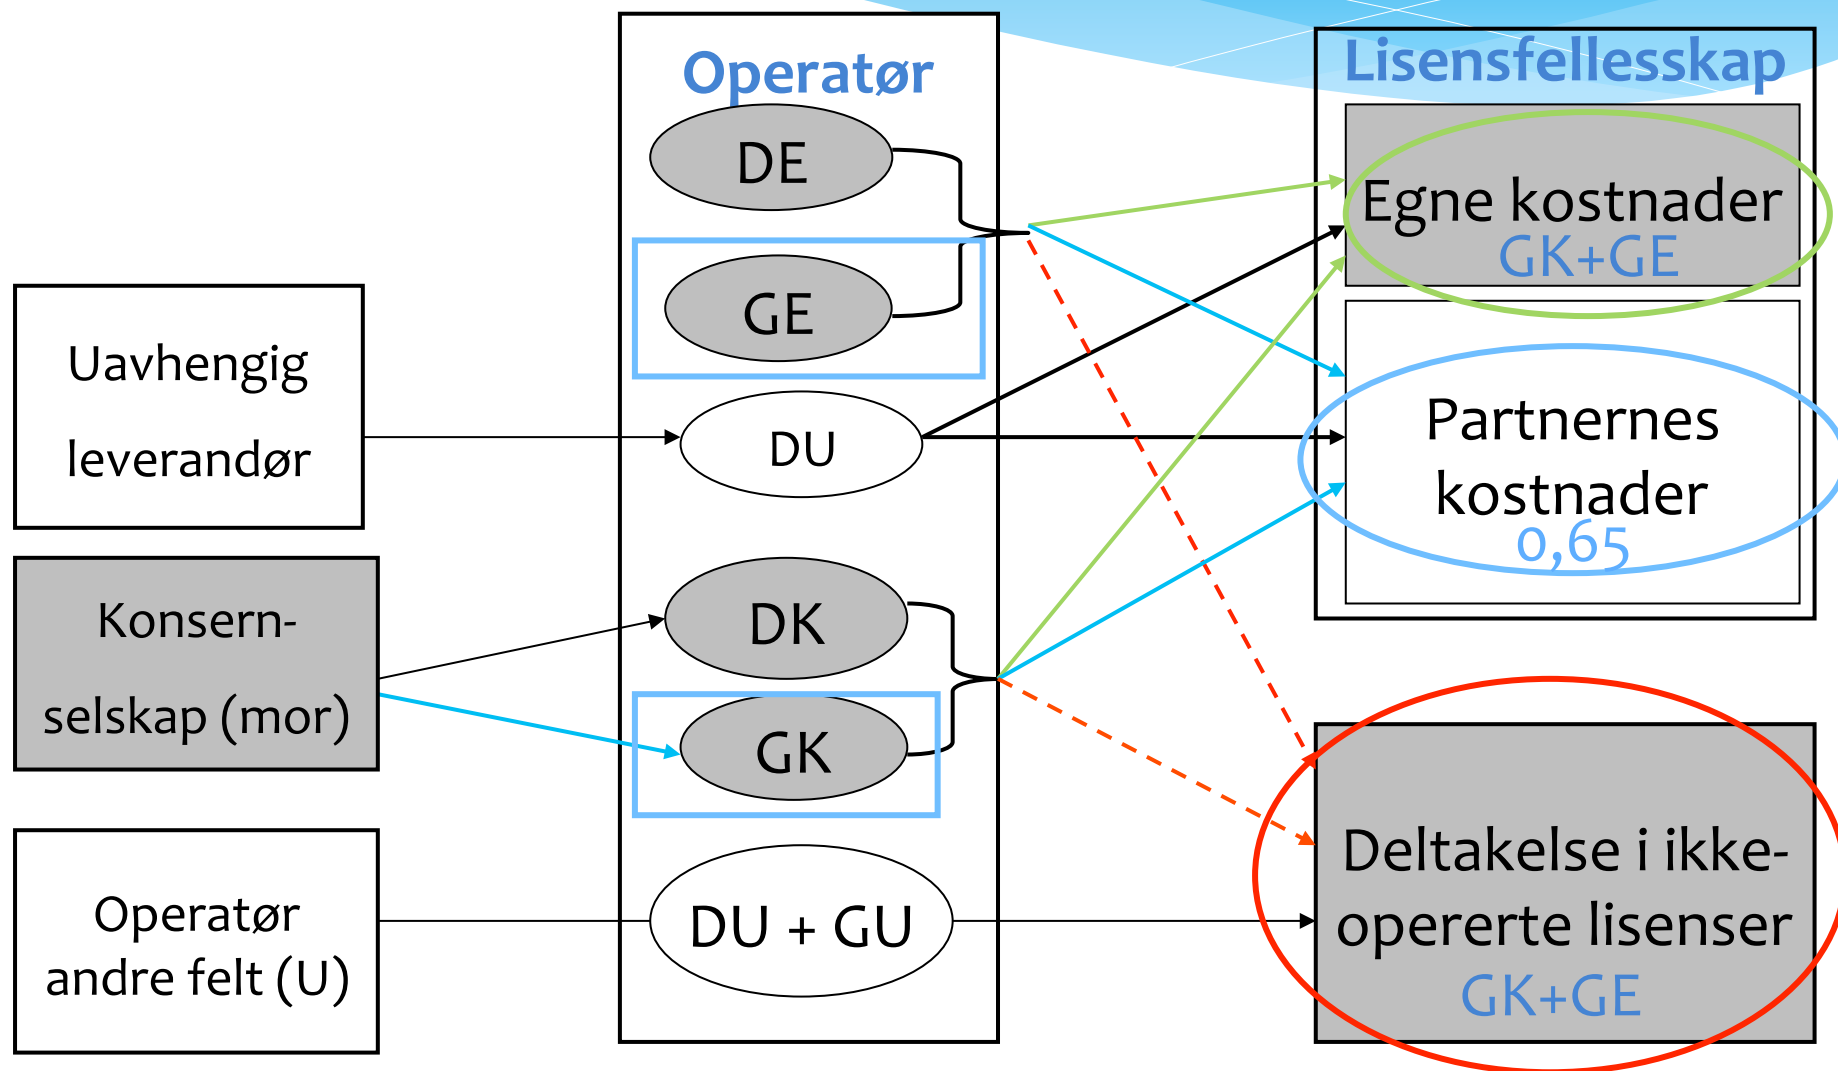 Operatør
DE
GE
DU
DK
GK
DU + GU
Uavhengig
leverandør
Konsern-
selskap (mor)
Operatør
andre felt (U)
Lisensfellesskap
Egne kostnader
GK+GE
Partnernes
kostnader
0,65
Deltakelse i ikke-
opererte lisenser
GK+GE